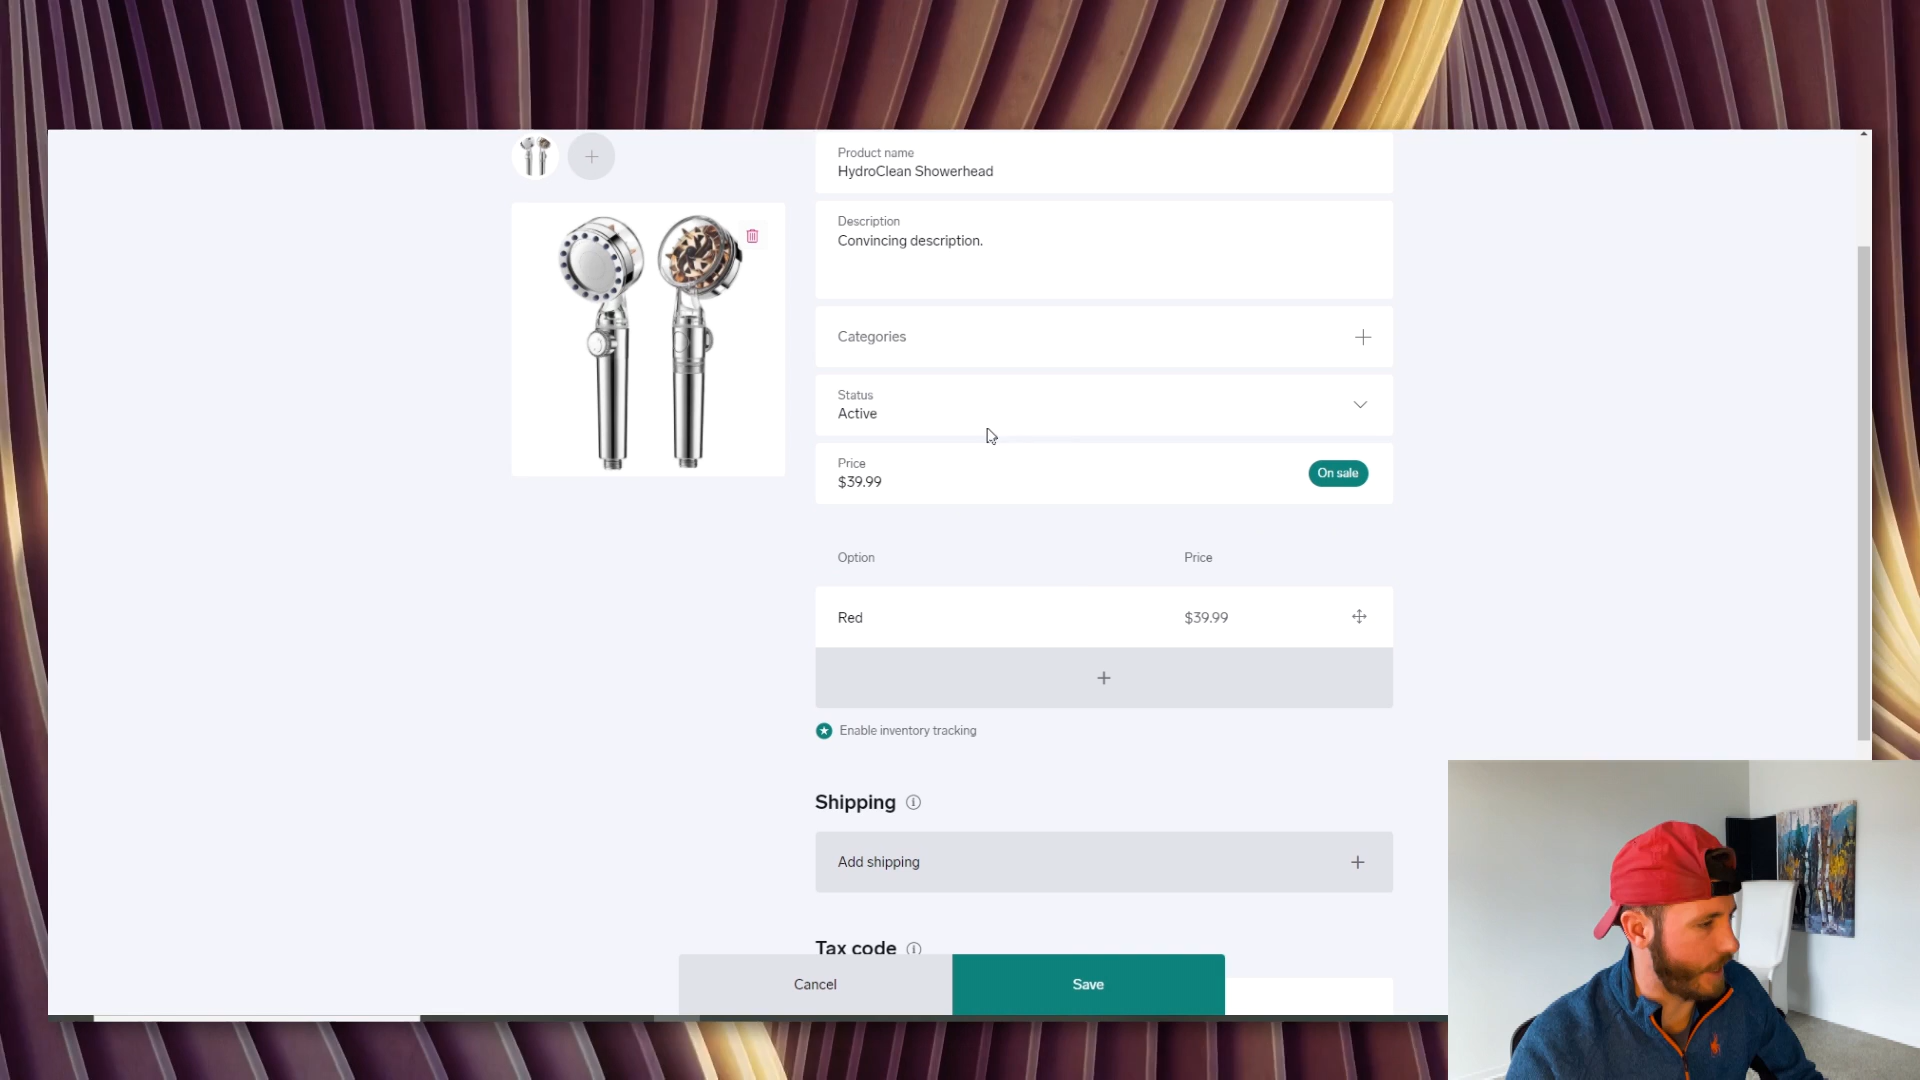 Product name
HydroClean Showerhead
Description
Convincing description.
Categories
Status
Active
Price
$39.99
On sale
Option
Price
Red
$39.99
Enable inventory tracking
Shipping
Add shipping
Tax code
Cancel
Save